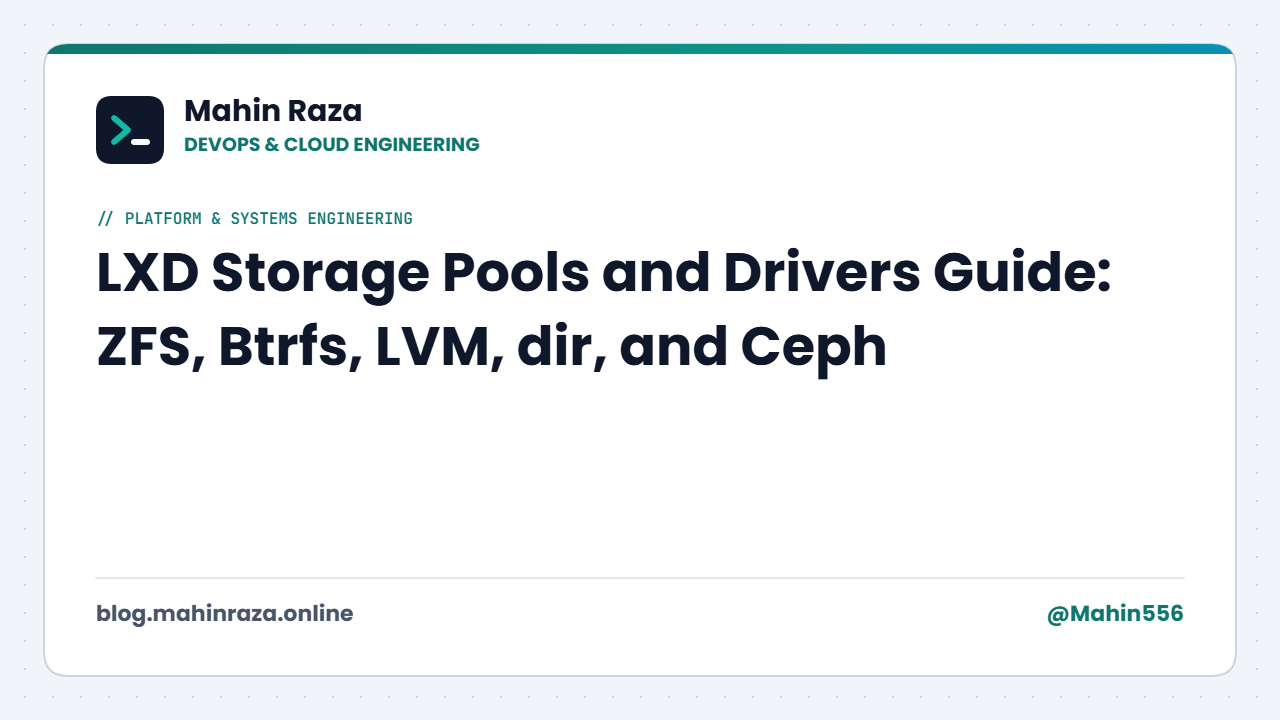 Mahin Raza
DEVOPS & CLOUD ENGINEERING
// PLATFORM & SYSTEMS ENGINEERING
LXD Storage Pools and Drivers Guide:
ZFS, Btrfs, LVM, dir, and Ceph
blog.mahinraza.online
@Mahin556